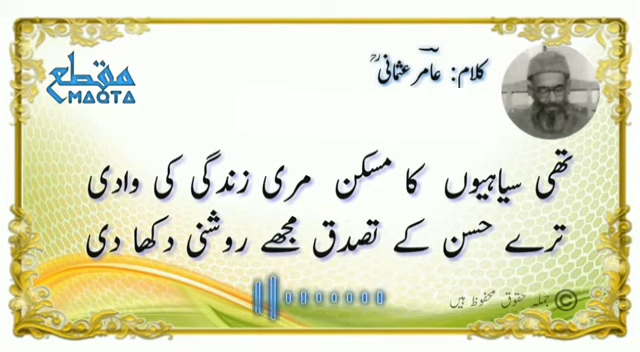 کلام: عامر عثمانیؒ
مقطع
MAQTA
تھی سیاہیوں کا مسکن مری زندگی کی وادی
ترے حسن کے تصدق مجھے روشنی دکھا دی
© جملہ حقوق محفوظ ہیں